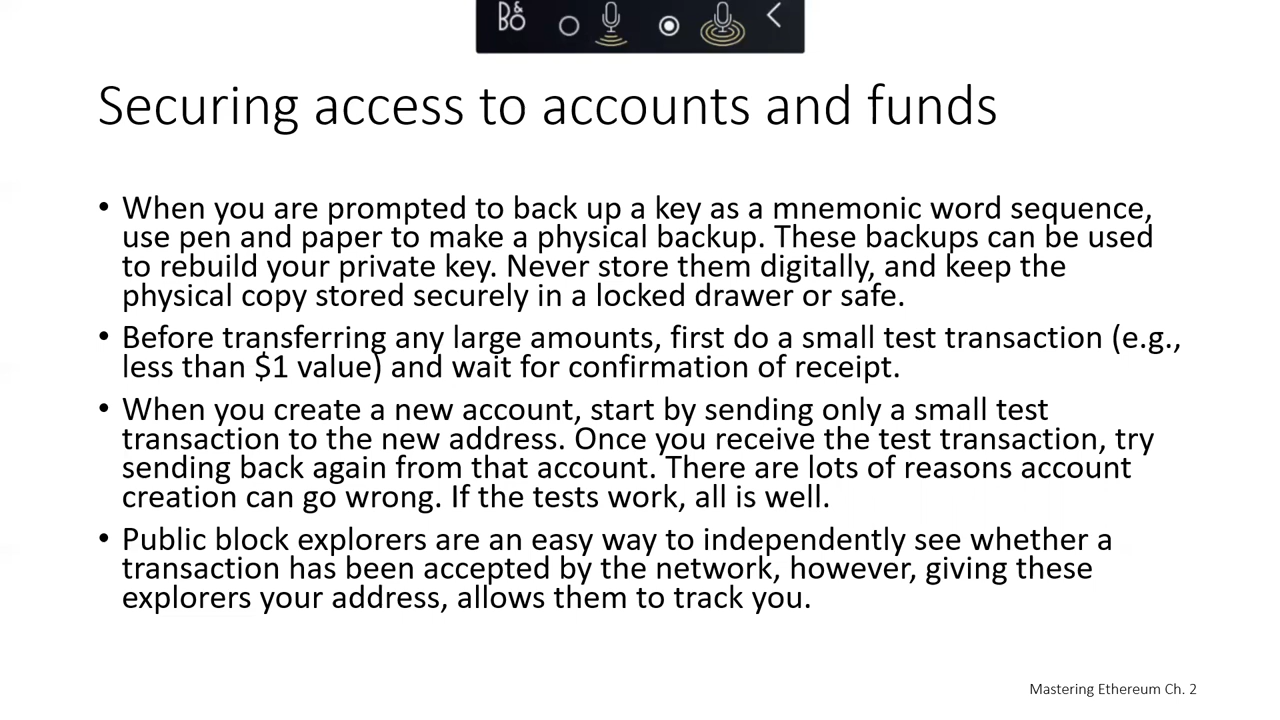 B&O
Securing access to accounts and funds
• When you are prompted to back up a key as a mnemonic word sequence,
use pen and paper to make a physical backup. These backups can be used
to rebuild your private key. Never store them digitally, and keep the
physical copy stored securely in a locked drawer or safe.
• Before transferring any large amounts, first do a small test transaction (e.g.,
less than $1 value) and wait for confirmation of receipt.
• When you create a new account, start by sending only a small test
transaction to the new address. Once you receive the test transaction, try
sending back again from that account. There are lots of reasons account
creation can go wrong. If the tests work, all is well.
• Public block explorers are an easy way to independently see whether a
transaction has been accepted by the network, however, giving these
explorers your address, allows them to track you.
Mastering Ethereum Ch. 2